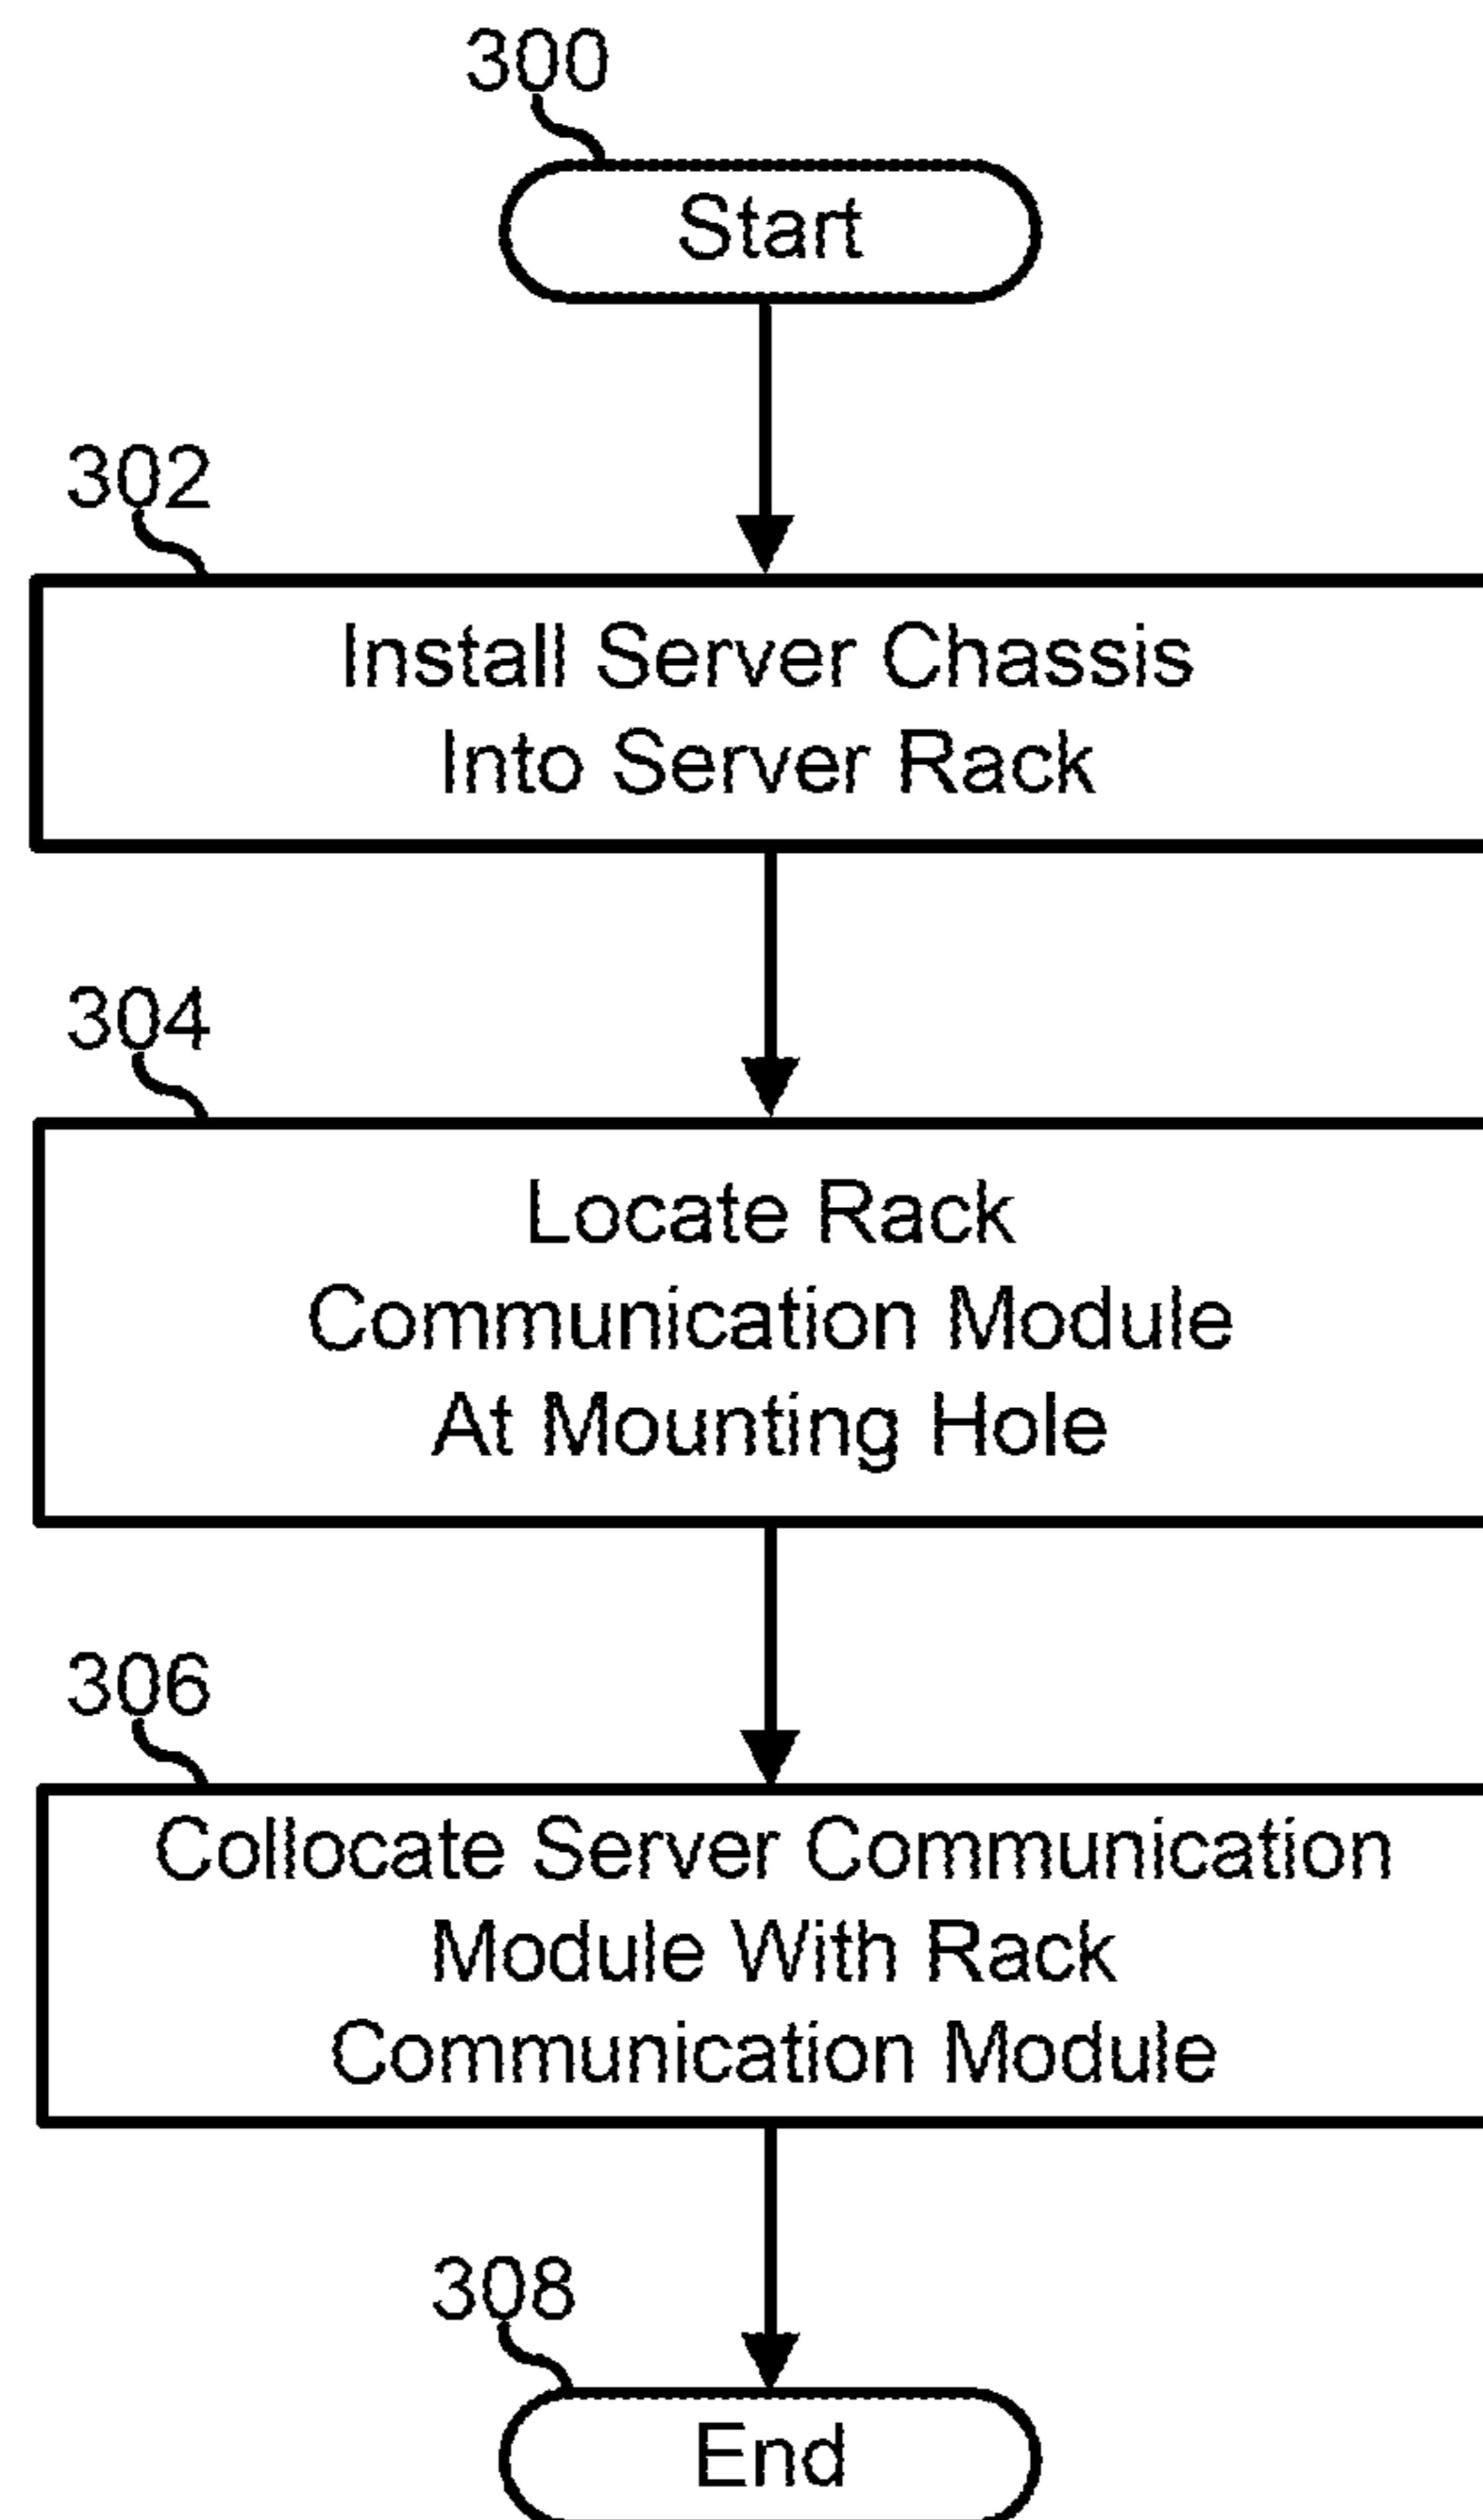 300
Start
302
Install Server Chassis
Into Server Rack
304
Locate Rack
Communication Module
At Mounting Hole
306
Collocate Server Communication
Module With Rack
Communication Module
308
End